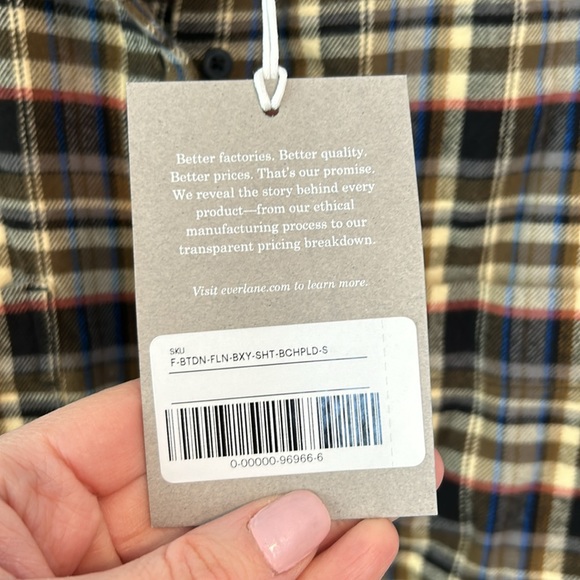 Better factories. Better quality.
Better prices. That's our promise.
We reveal the story behind every
product—from our ethical
manufacturing process to our
transparent pricing breakdown.
Visit everlane.com to learn more.
SKU
F-BTDN-FLN-BXY-SHT-BCHPLD-S
0-00000-96966-6